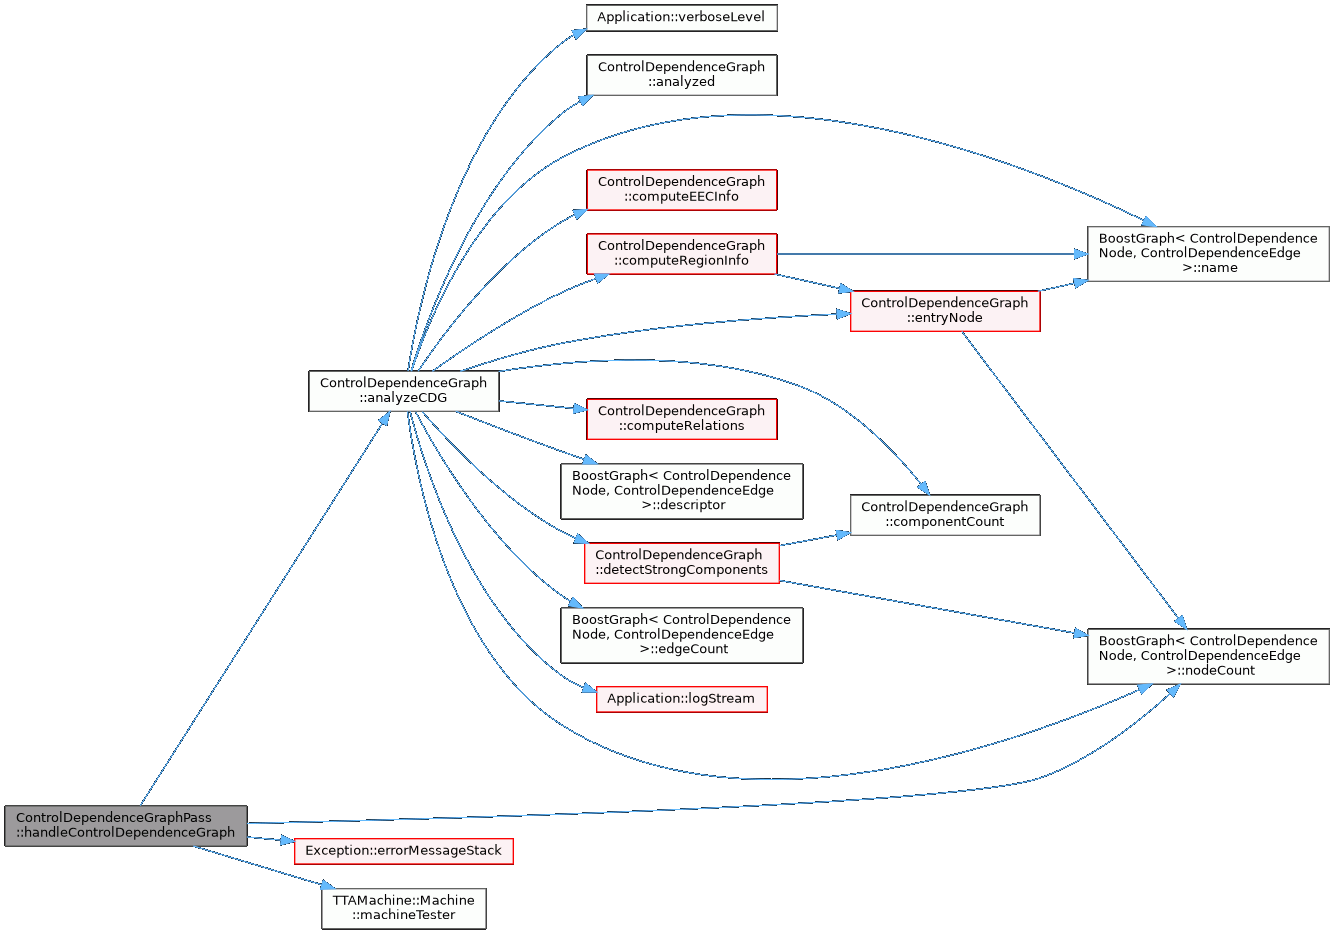 Application::verboseLevel
ControlDependenceGraph
::analyzed
ControlDependenceGraph
::computeEECInfo
ControlDependenceGraph
::computeRegionInfo
BoostGraph< ControlDependence
Node, ControlDependenceEdge
>::name
ControlDependenceGraph
::entryNode
ControlDependenceGraph
::analyzeCDG
ControlDependenceGraph
::computeRelations
BoostGraph< ControlDependence
Node, ControlDependenceEdge
>::descriptor
ControlDependenceGraph
::componentCount
ControlDependenceGraph
::detectStrongComponents
BoostGraph< ControlDependence
Node, ControlDependenceEdge
>::edgeCount
BoostGraph< ControlDependence
Node, ControlDependenceEdge
>::nodeCount
Application::logStream
ControlDependenceGraphPass
::handleControlDependenceGraph
Exception::errorMessageStack
TTAMachine::Machine
::machineTester